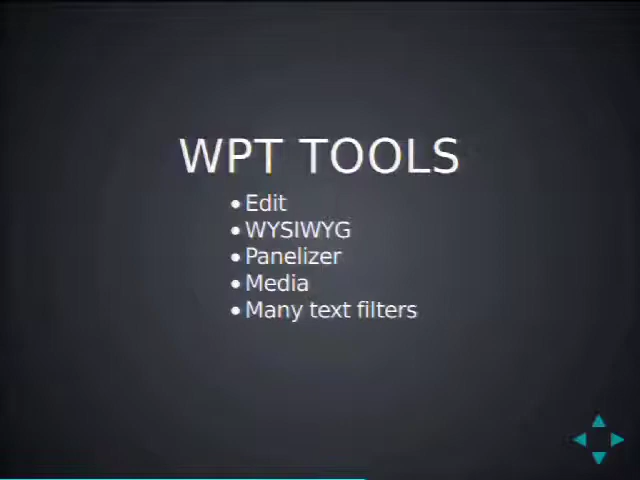 WPT TOOLS
• Edit
• WYSIWYG
• Panelizer
• Media
• Many text filters